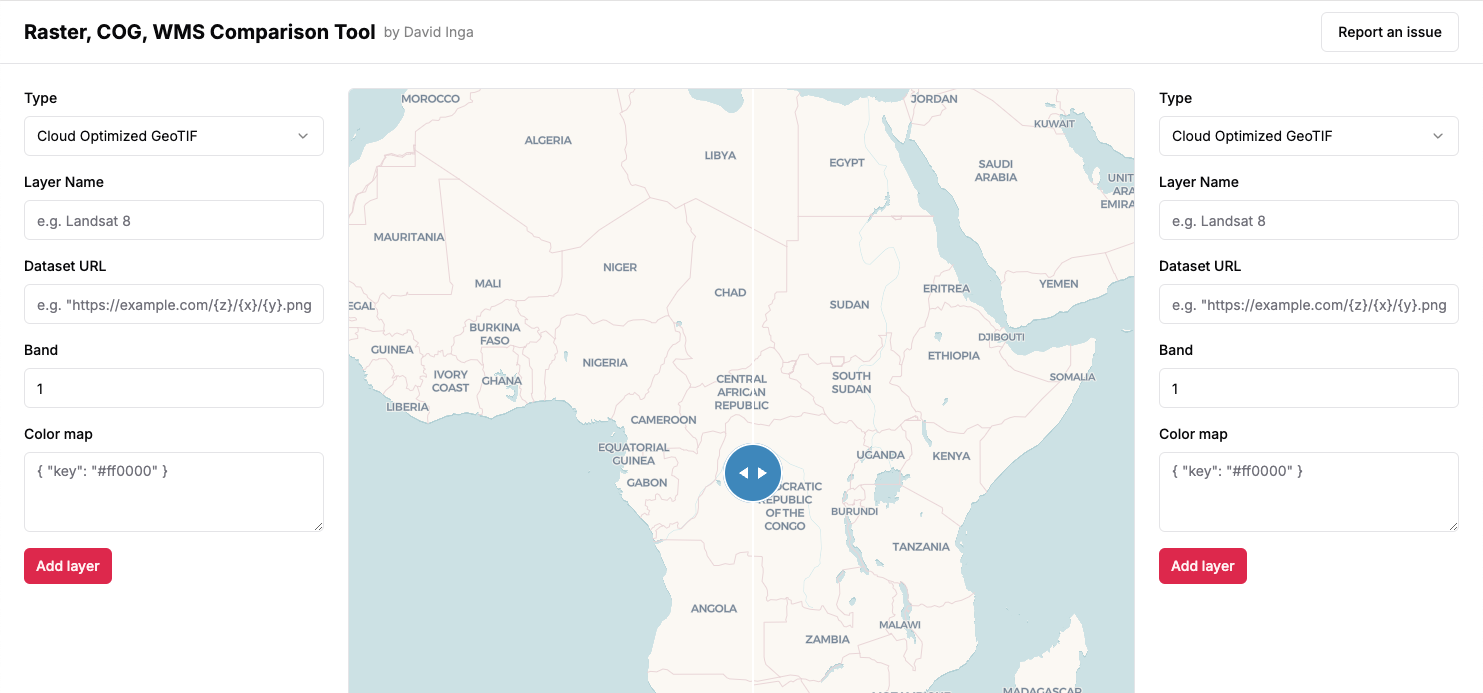 Raster, COG, WMS Comparison Tool by David Inga
Report an issue
Type
Cloud Optimized GeoTIF
Layer Name
e.g. Landsat 8
Dataset URL
e.g. "https://example.com/{z}/{x}/{y}.png
Band
1
Color map
{ "key": "#ff0000" }
Add layer
MOROCCO
JORDAN
KUWAIT
ALGERIA
LIBYA
EGYPT
SAUDI
ARABIA
UNIT
ARA
EMIRA
MAURITANIA
NIGER
MALI
CHAD
SUDAN
ERITREA
YEMEN
EGAL
BURKINA
FASO
DJIBOUTI
GUINEA
NIGERIA
ETHIOPIA
IVORY
COAST
GHANA
CENTRAL
AFRICAN
REPUBLIC
SOUTH
SUDAN
SOMALIA
LIBERIA
CAMEROON
EQUATORIAL
GUINEA
UGANDA
KENYA
GABON
OCRATIC
REPUBLIC
OF THE
CONGO
BURUNDI
TANZANIA
ANGOLA
MALAWI
ZAMBIA
MADAGASCAR
Type
Cloud Optimized GeoTIF
Layer Name
e.g. Landsat 8
Dataset URL
e.g. "https://example.com/{z}/{x}/{y}.png
Band
1
Color map
{ "key": "#ff0000" }
Add layer